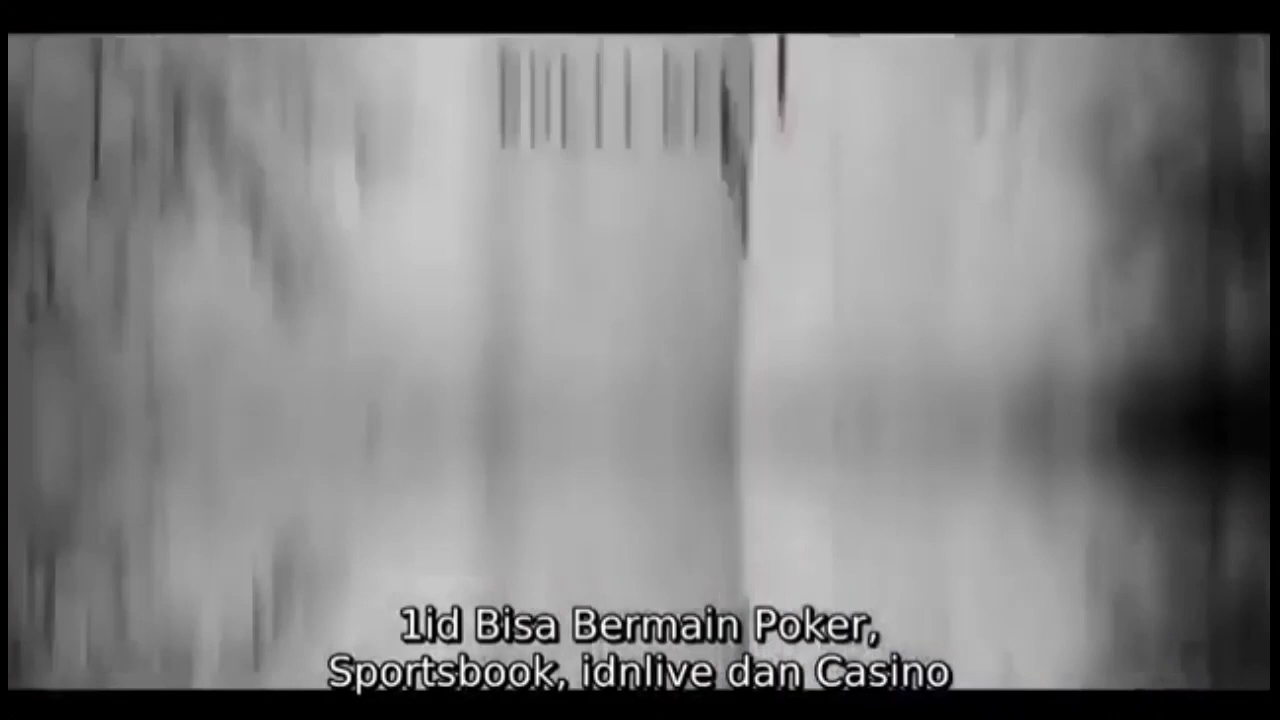 1id Bisa Bermain Poker,
Sportsbook, idnlive dan Casino